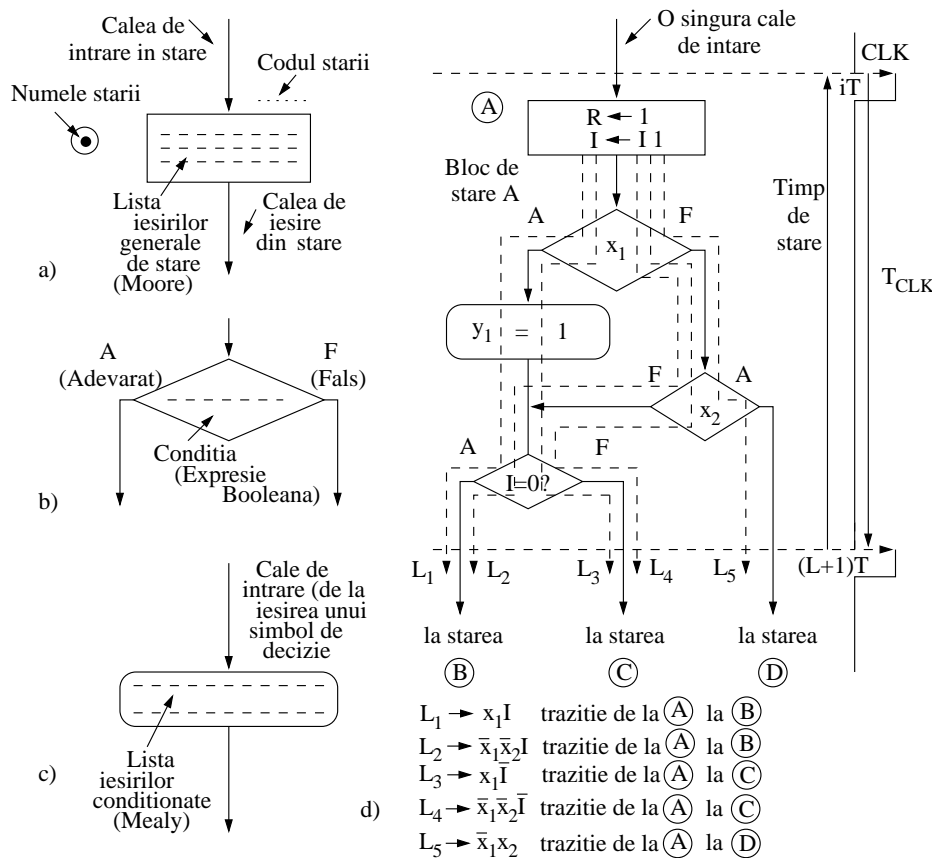 Calea de
intrare in stare
Codul starii
Numele starii
Lista
iesirilor
generale
de stare
(Moore)
Calea de
iesire
din stare
a)
A
(Adevarat)
F
(Fals)
Conditia
(Expresie
Booleana)
b)
Cale de
intrare (de la
iesirea unui
simbol de
decizie
Lista
iesirilor
conditionate
(Mealy)
c)
O singura cale
de intare
CLK
iT
A
R ← 1
I ← I 1
Bloc de
stare A
Timp
de
stare
T_CLK
A
F
x₁
y₁ = 1
F
A
x₂
A
F
I=0?
L₁
L₂
L₃
L₄
L₅
(L+1)T
la starea
la starea
la starea
B
C
D
L₁ → x₁I trazitie de la A la B
L₂ → x̅₁x̅₂I trazitie de la A la B
L₃ → x₁I̅ trazitie de la A la C
L₄ → x̅₁x̅₂I̅ trazitie de la A la C
L₅ → x̅₁x₂ trazitie de la A la D
d)